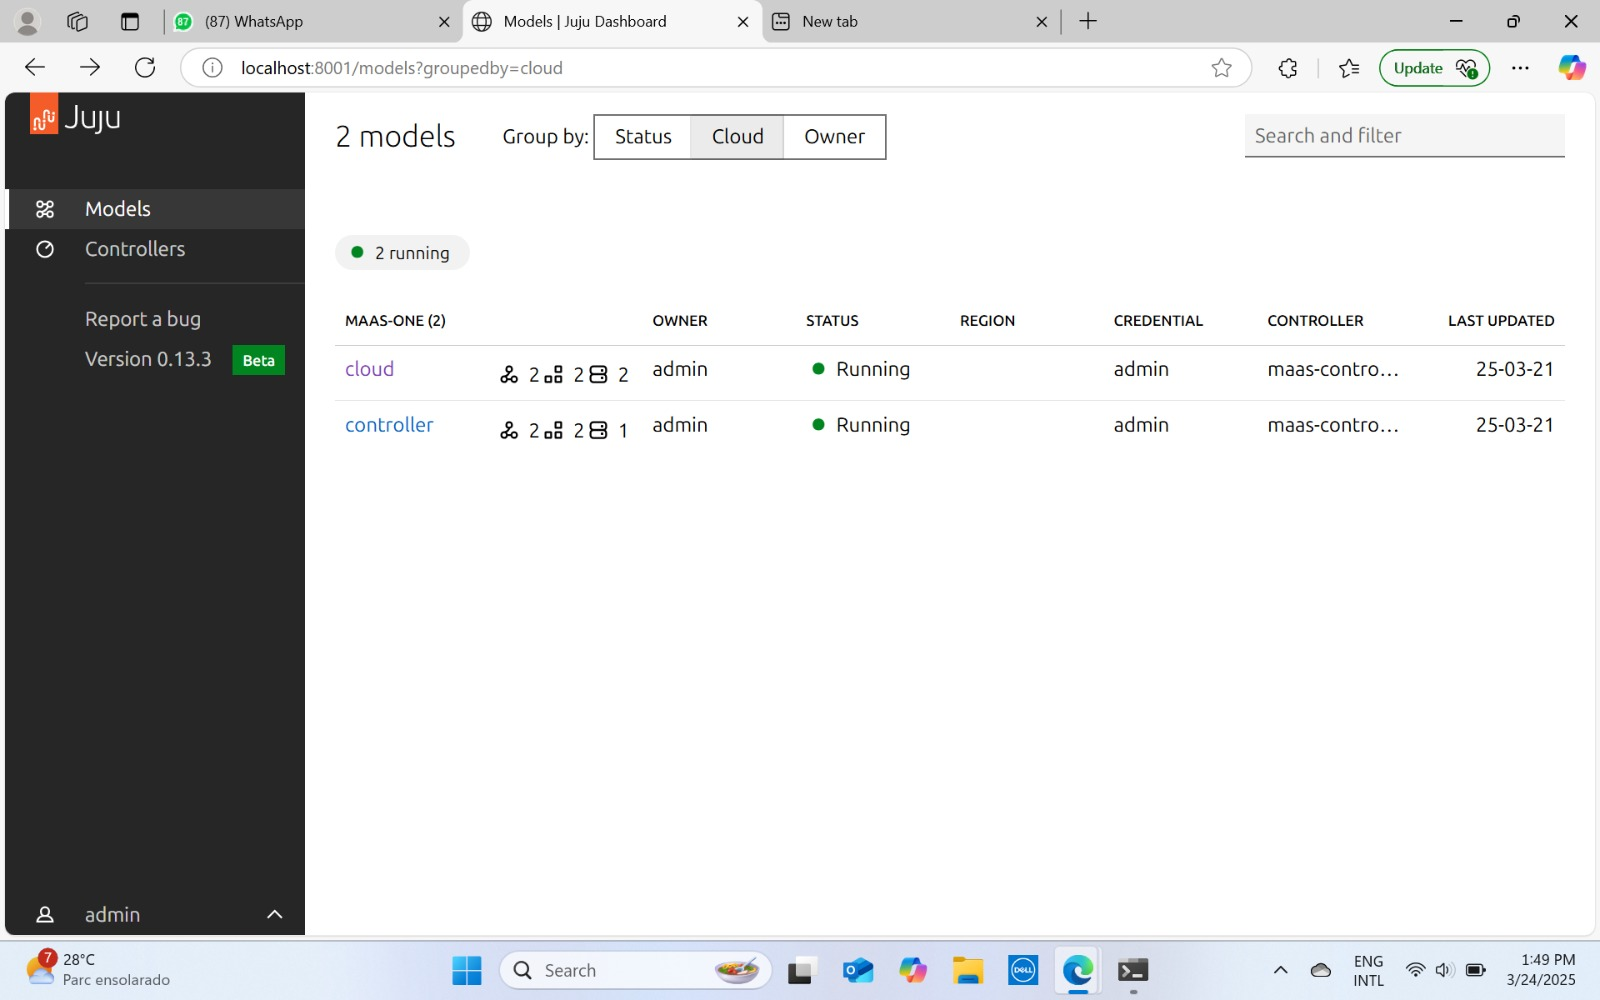 (87) WhatsApp
Models | Juju Dashboard
New tab
localhost:8001/models?groupedby=cloud
Update
Juju
Models
Controllers
Report a bug
Version 0.13.3 Beta
admin
2 models
Group by: Status Cloud Owner
Search and filter
2 running
MAAS-ONE (2) OWNER STATUS REGION CREDENTIAL CONTROLLER LAST UPDATED
cloud 2 2 2 admin Running admin maas-contro... 25-03-21
controller 2 2 1 admin Running admin maas-contro... 25-03-21
7
28°C
Parc ensolarado
Search
DELL
ENG
INTL
1:49 PM
3/24/2025